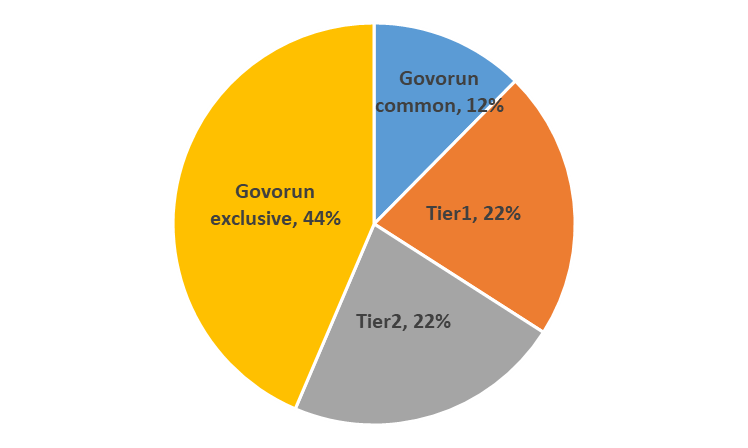 Govorun
common, 12%
Tier1, 22%
Govorun
exclusive, 44%
Tier2, 22%